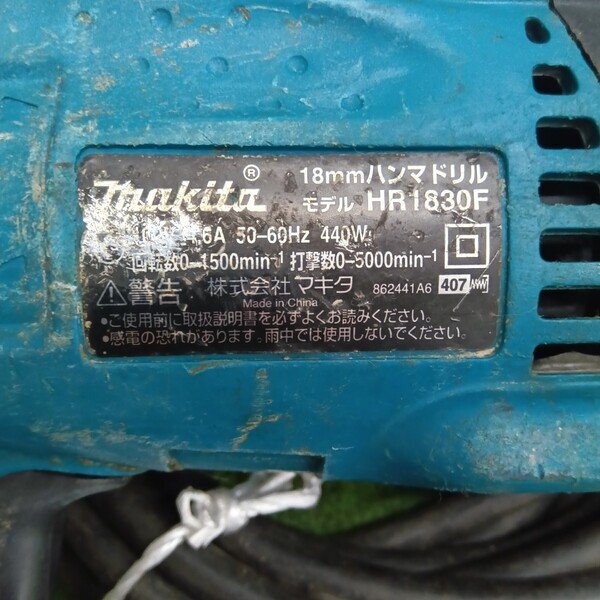 makita ® 18mmハンマドリル
モデル HR1830F
50-60Hz 440W
回転数0-1500min⁻¹ 打撃数0-5000min⁻¹
⚠警告 株式会社 マキタ 862441A6 407
Made in China
•ご使用前に取扱説明書を必ずよくお読みください。
•感電の恐れがあります。雨中では使用しないでください。